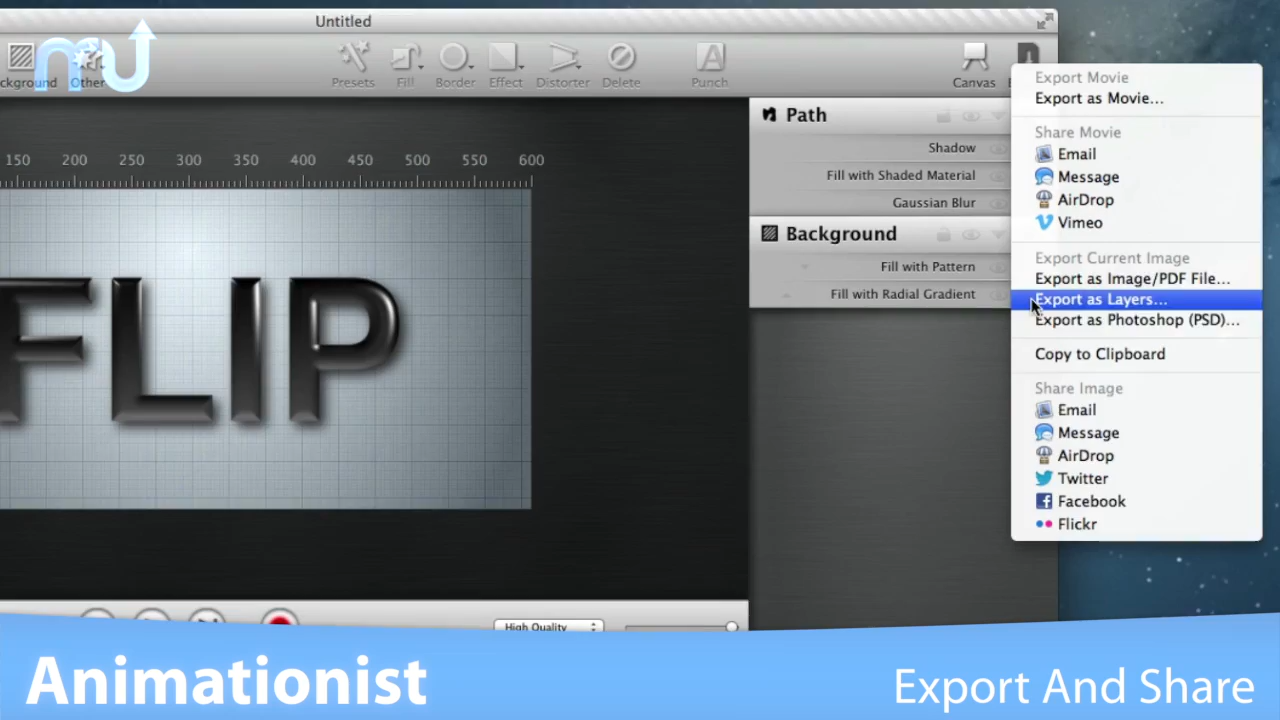 Untitled
mu
ckground
Other
Presets
Fill
Border
Effect
Distorter
Delete
Punch
Canvas
150 200 250 300 350 400 450 500 550 600
FLIP
Path
Shadow
Fill with Shaded Material
Gaussian Blur
Background
Fill with Pattern
Fill with Radial Gradient
Export Movie
Export as Movie...
Share Movie
Email
Message
AirDrop
Vimeo
Export Current Image
Export as Image/PDF File...
Export as Layers...
Export as Photoshop (PSD)...
Copy to Clipboard
Share Image
Email
Message
AirDrop
Twitter
Facebook
Flickr
High Quality
Animationist
Export And Share